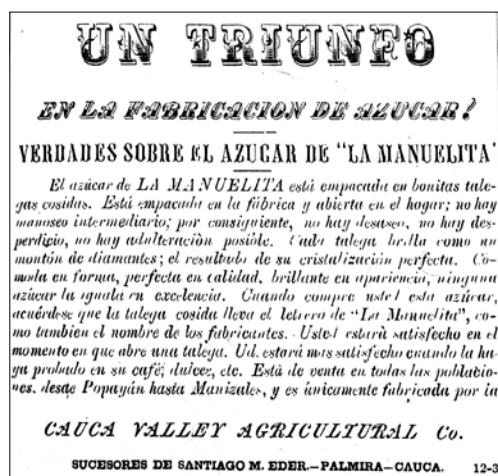 UN TRIUNFO
EN LA FABRICACION DE AZUCAR!
VERDADES SOBRE EL AZUCAR DE "LA MANUELITA"
El azúcar de LA MANUELITA está empacada en bonitas tale-
gas cosidas. Está empacada en la fábrica y abierta en el hogar; no hay
manoseo intermediario; por consiguiente, no hay desaseo, no hay des-
perdicio, no hay adulteración posible. Cada talega brilla como un
montón de diamantes; el resultado de su cristalización perfecta. Có-
moda en forma, perfecta en calidad, brillante en apariencia, ninguna
azúcar la iguala en excelencia. Cuando compre usted esta azúcar,
acuérdese que la talega cosida lleva el letrero de "La Manuelita", co-
mo tambien el nombre de los fabricantes. Usted estará satisfecho en el
momento en que abre una talega. Ud. estará mas satisfecho cuando la ha-
ya probado en su café, dulces, etc. Está de venta en todas las poblacio-
nes, desde Popayán hasta Manizales, y es únicamente fabricada por la
CAUCA VALLEY AGRICULTURAL Co.
SUCESORES DE SANTIAGO M. EDER.—PALMIRA—CAUCA. 12-3